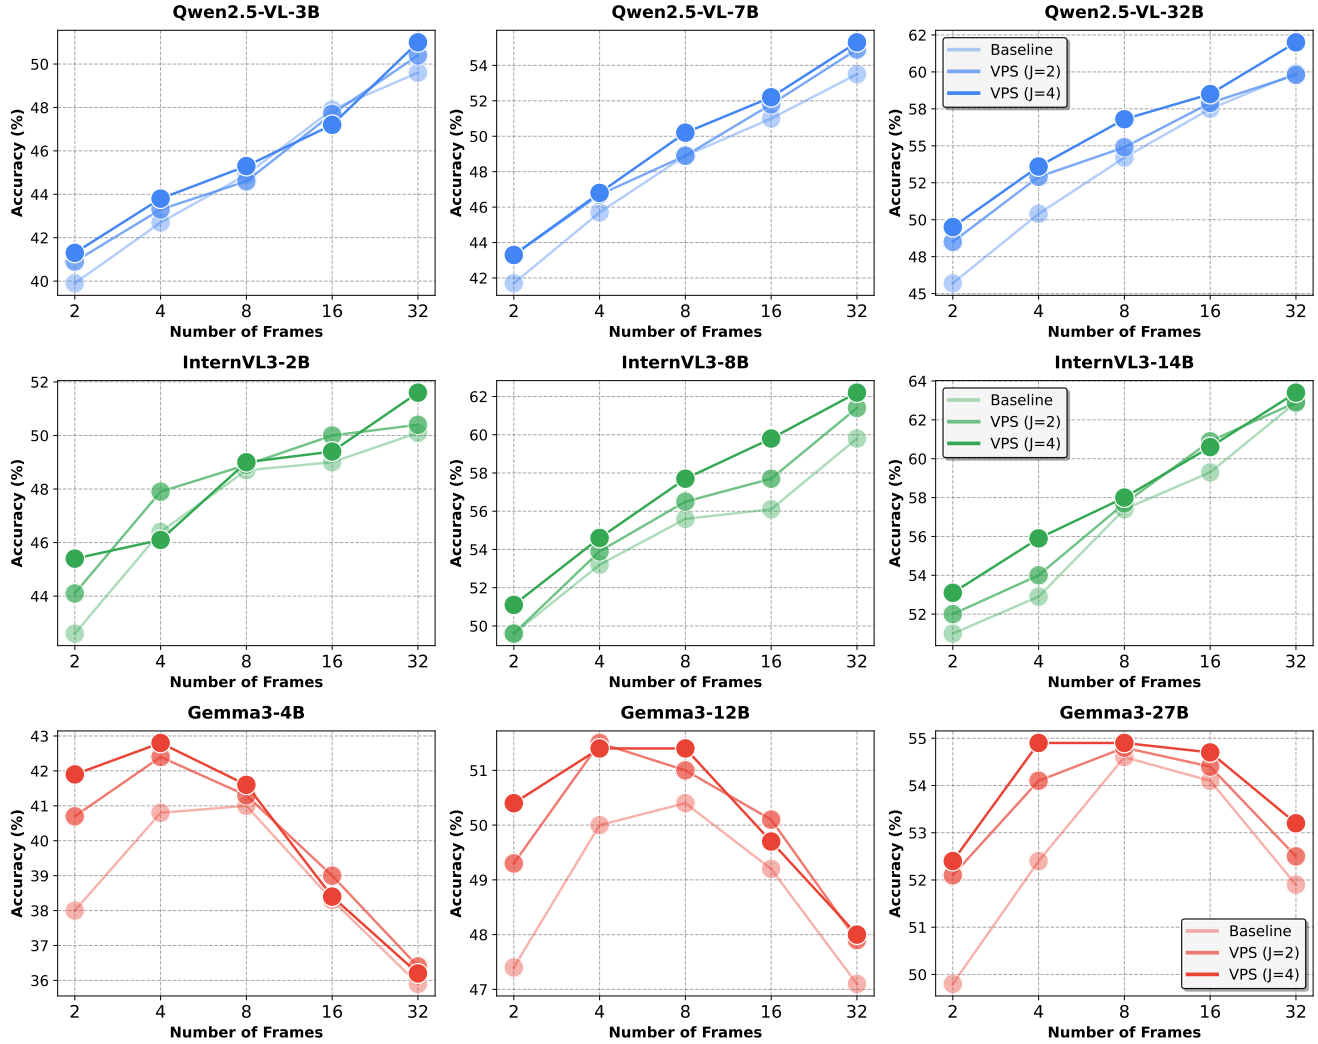 Qwen2.5-VL-3B
Accuracy (%)
50
48
46
44
42
40
2 4 8 16 32
Number of Frames
Qwen2.5-VL-7B
Accuracy (%)
54
52
50
48
46
44
42
2 4 8 16 32
Number of Frames
Qwen2.5-VL-32B
Accuracy (%)
62
60
58
55
52
50
48
45
Baseline
VPS (J=2)
VPS (J=4)
2 4 8 16 32
Number of Frames
InternVL3-2B
Accuracy (%)
52
50
48
46
44
2 4 8 16 32
Number of Frames
InternVL3-8B
Accuracy (%)
62
60
58
56
54
52
50
2 4 8 16 32
Number of Frames
InternVL3-14B
Accuracy (%)
64
62
60
58
56
54
52
Baseline
VPS (J=2)
VPS (J=4)
2 4 8 16 32
Number of Frames
Gemma3-4B
Accuracy (%)
43
42
41
40
39
38
37
36
2 4 8 16 32
Number of Frames
Gemma3-12B
Accuracy (%)
51
50
49
48
47
2 4 8 16 32
Number of Frames
Gemma3-27B
Accuracy (%)
55
54
53
52
51
50
Baseline
VPS (J=2)
VPS (J=4)
2 4 8 16 32
Number of Frames